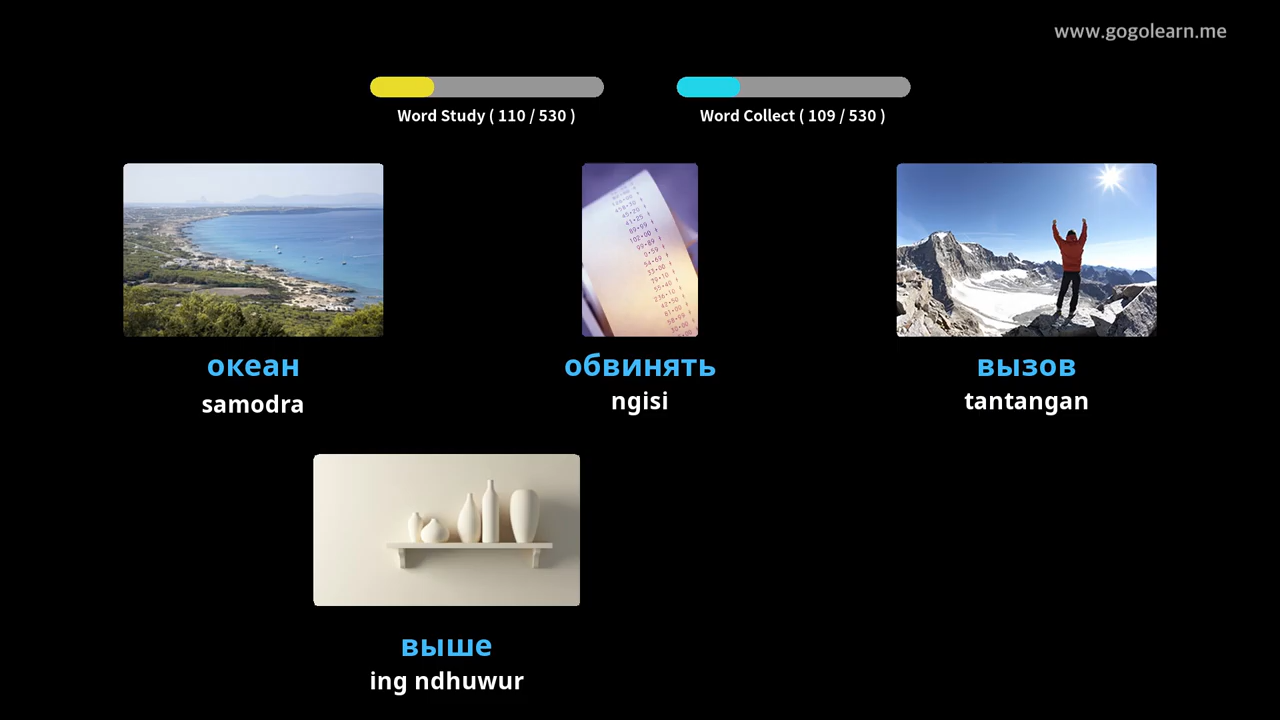 www.gogolearn.me
Word Study ( 110 / 530 )
Word Collect ( 109 / 530 )
океан
samodra
обвинять
ngisi
вызов
tantangan
выше
ing ndhuwur